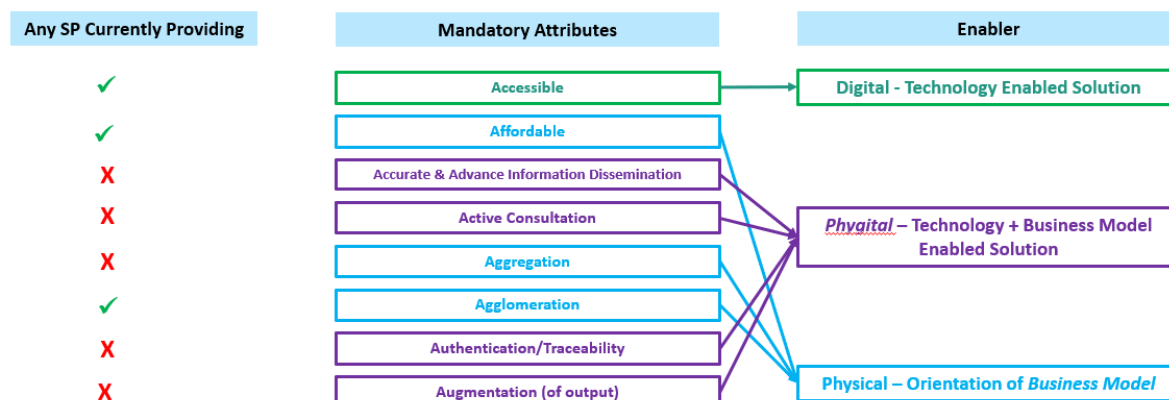 Any SP Currently Providing
Mandatory Attributes
Enabler
✓
Accessible
Digital - Technology Enabled Solution
✓
Affordable
X
Accurate & Advance Information Dissemination
X
Active Consultation
Phygital – Technology + Business Model
Enabled Solution
X
Aggregation
✓
Agglomeration
X
Authentication/Traceability
X
Augmentation (of output)
Physical – Orientation of Business Model